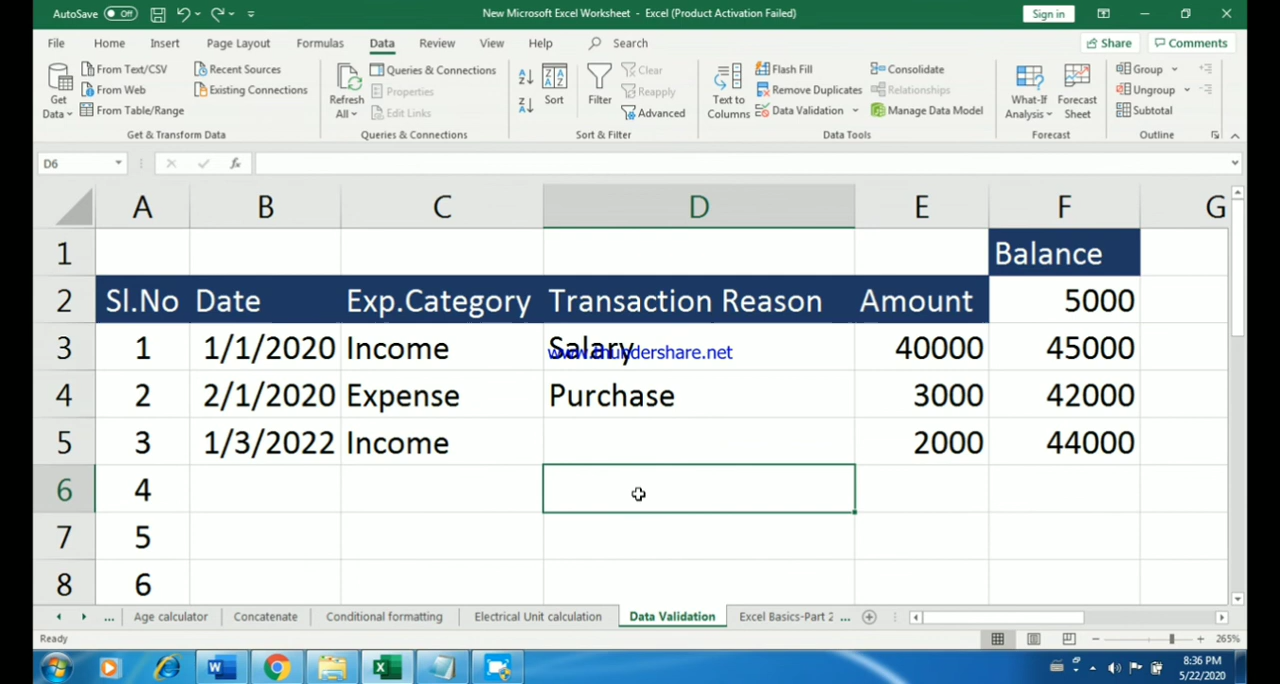 AutoSave Off New Microsoft Excel Worksheet - Excel (Product Activation Failed) Sign in
File Home Insert Page Layout Formulas Data Review View Help Search Share Comments
Get Data From Text/CSV From Web From Table/Range Recent Sources Existing Connections
Get & Transform Data
Refresh All Queries & Connections Properties Edit Links
Queries & Connections
Sort Filter Clear Reapply Advanced
Sort & Filter
Text to Columns Flash Fill Remove Duplicates Data Validation Consolidate Relationships Manage Data Model
Data Tools
What-If Analysis Forecast Sheet
Forecast
Group Ungroup Subtotal
Outline
D6 fx
A B C D E F G
1 Balance
2 Sl.No Date Exp.Category Transaction Reason Amount 5000
3 1 1/1/2020 Income Salary 40000 45000
www.thundershare.net
4 2 2/1/2020 Expense Purchase 3000 42000
5 3 1/3/2022 Income 2000 44000
6 4
7 5
8 6
... Age calculator Concatenate Conditional formatting Electrical Unit calculation Data Validation Excel Basics-Part 2 ...
Ready 265%
8:36 PM
5/22/2020